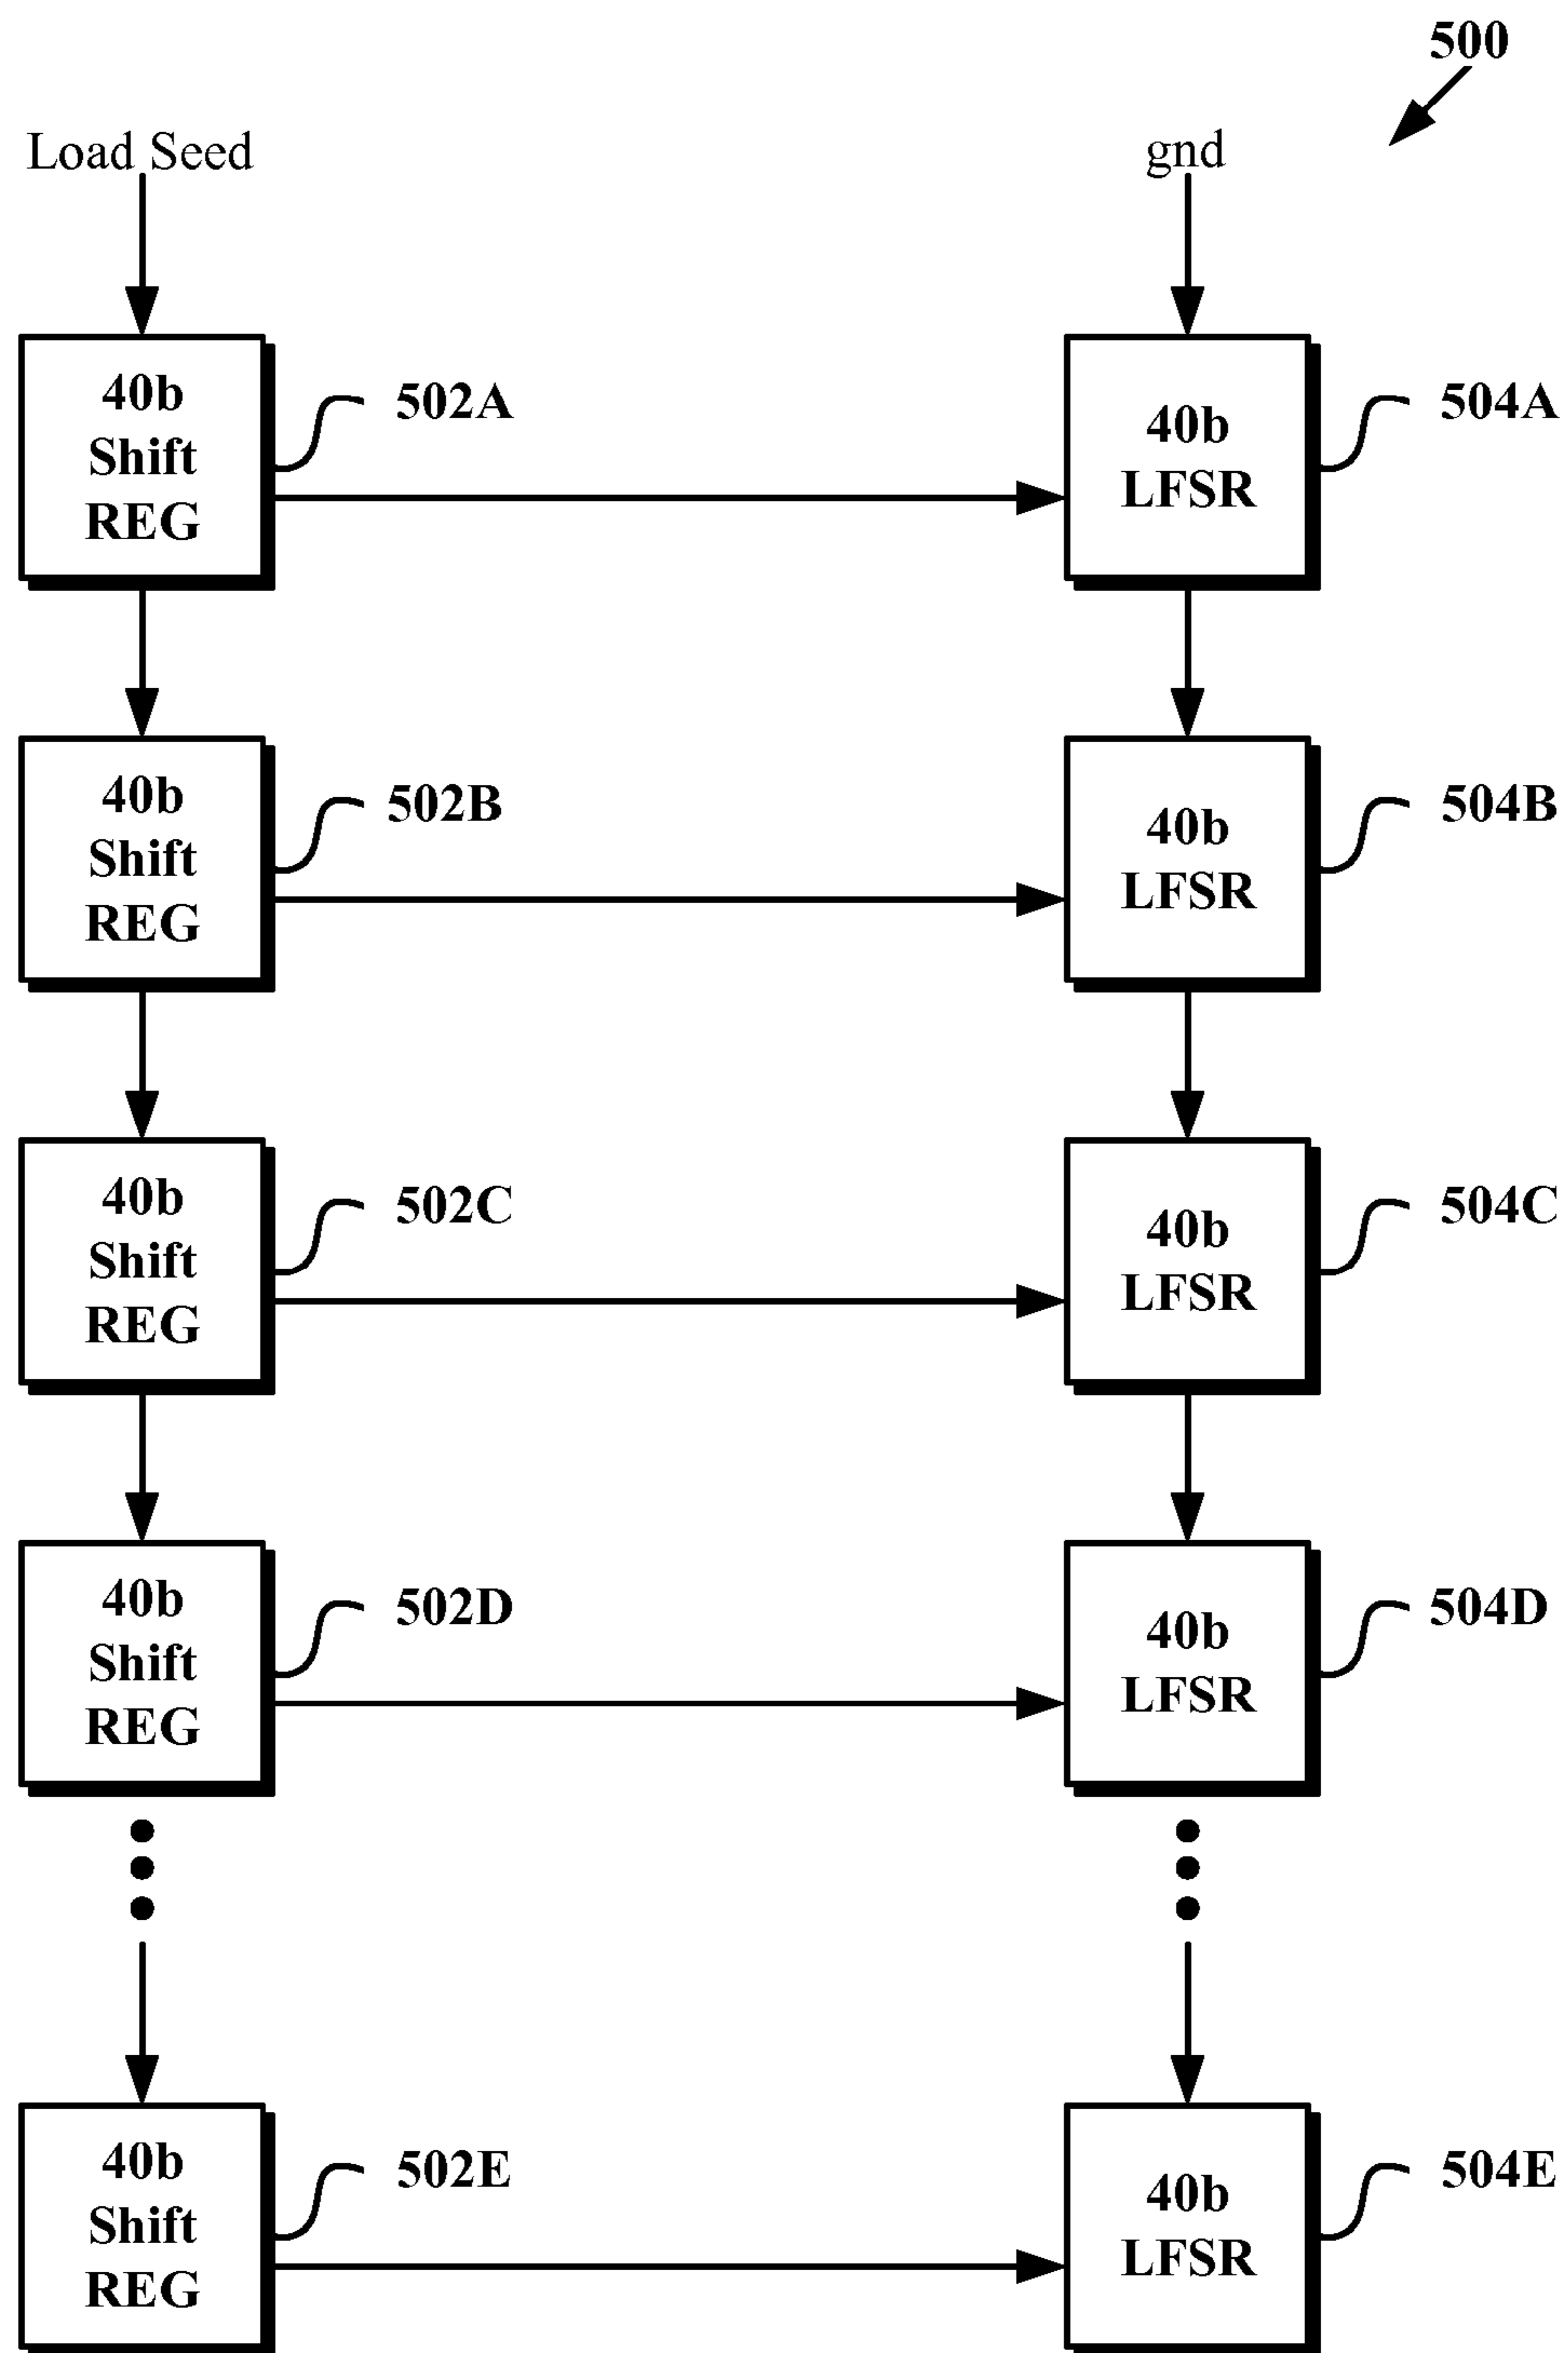 500
Load Seed
gnd
40b
Shift
REG
502A
40b
LFSR
504A
40b
Shift
REG
502B
40b
LFSR
504B
40b
Shift
REG
502C
40b
LFSR
504C
40b
Shift
REG
502D
40b
LFSR
504D
40b
Shift
REG
502E
40b
LFSR
504E